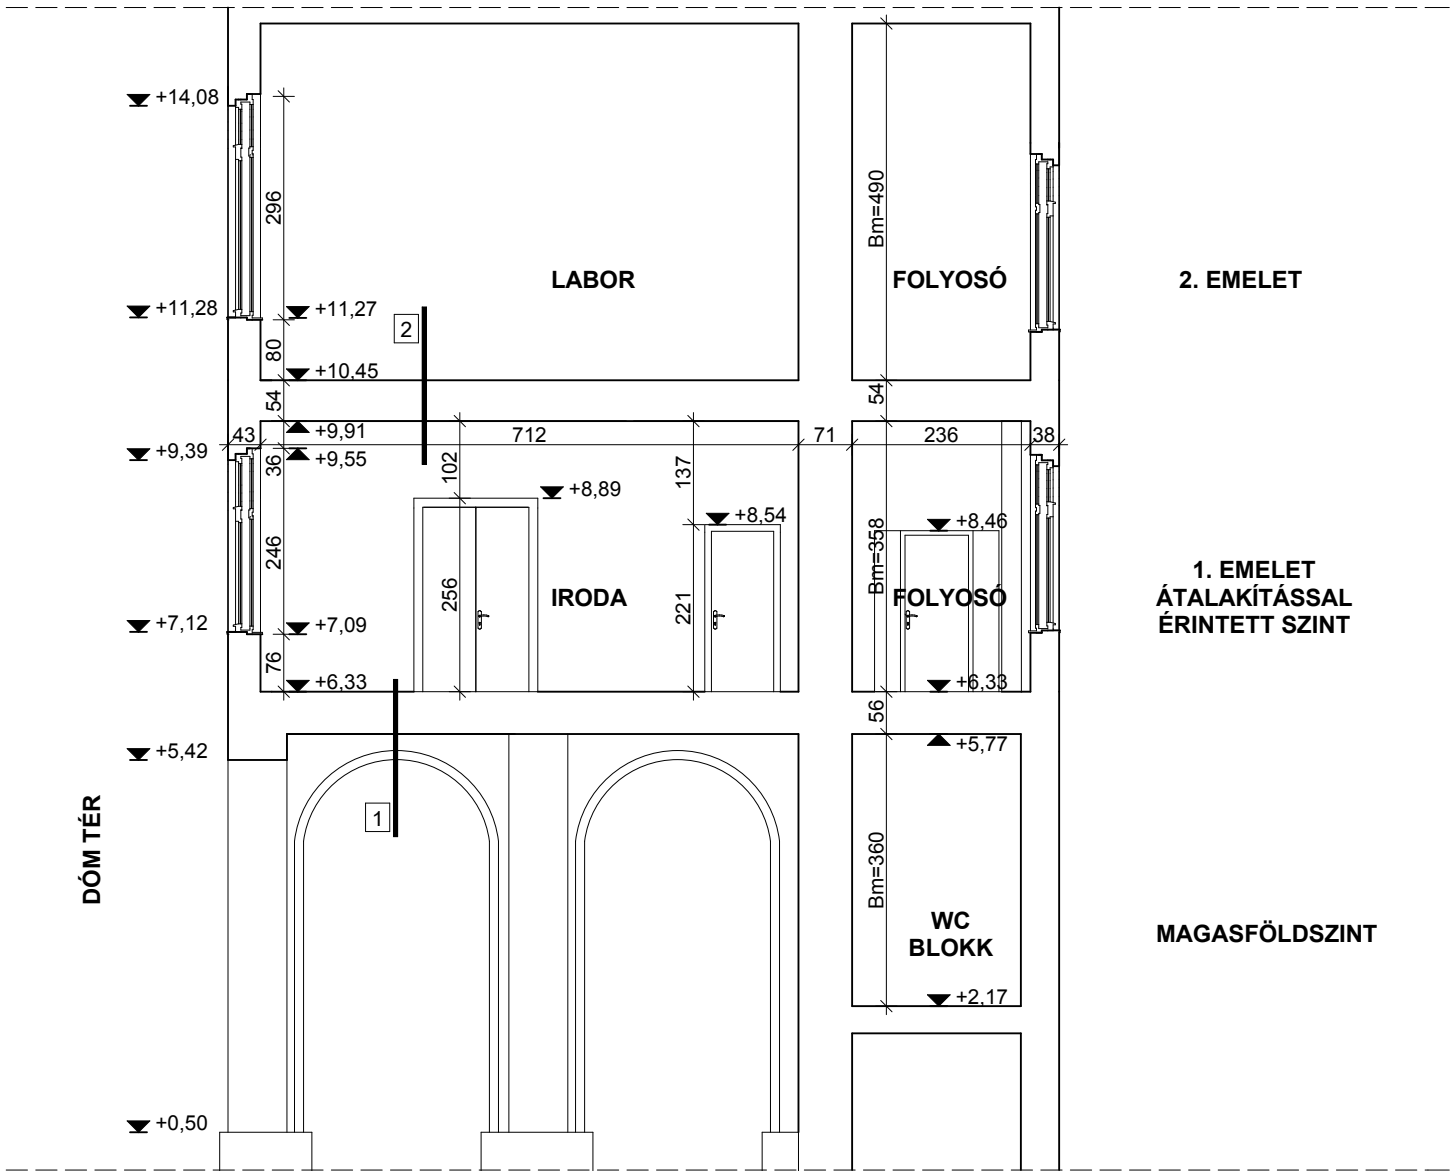 +14,08
296
Bm=490
LABOR
FOLYOSÓ
2. EMELET
+11,28
+11,27
2
80
+10,45
54
54
43
+9,91
712
71
236
38
+9,39
36
+9,55
102
137
+8,89
+8,54
+8,46
246
256
221
Bm=358
IRODA
FOLYOSÓ
1. EMELET
ÁTALAKÍTÁSSAL
ÉRINTETT SZINT
+7,12
+7,09
76
+6,33
+6,33
56
+5,42
+5,77
1
DÓM TÉR
Bm=360
WC
BLOKK
MAGASFÖLDSZINT
+2,17
+0,50